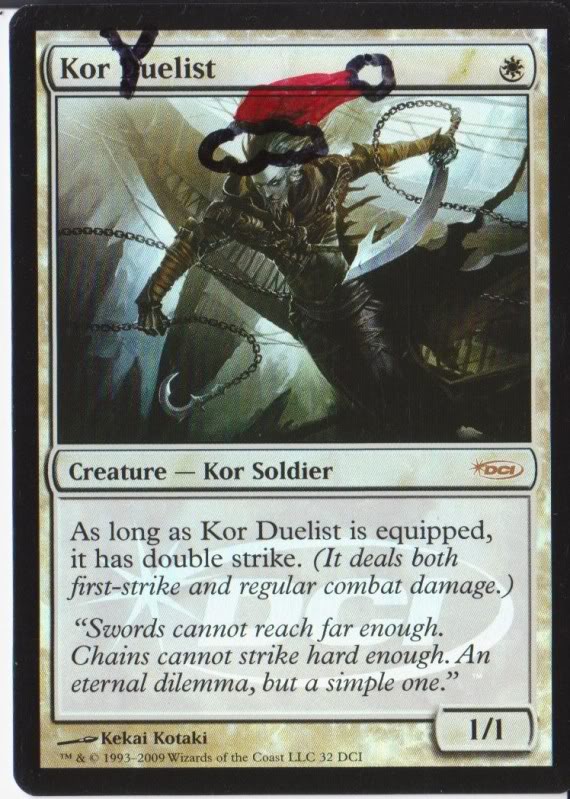 Kor Duelist
Creature — Kor Soldier
DCI
As long as Kor Duelist is equipped,
it has double strike. (It deals both
first-strike and regular combat damage.)
“Swords cannot reach far enough.
Chains cannot strike hard enough. An
eternal dilemma, but a simple one.”
1/1
Kekai Kotaki
™ & © 1993–2009 Wizards of the Coast LLC 32 DCI